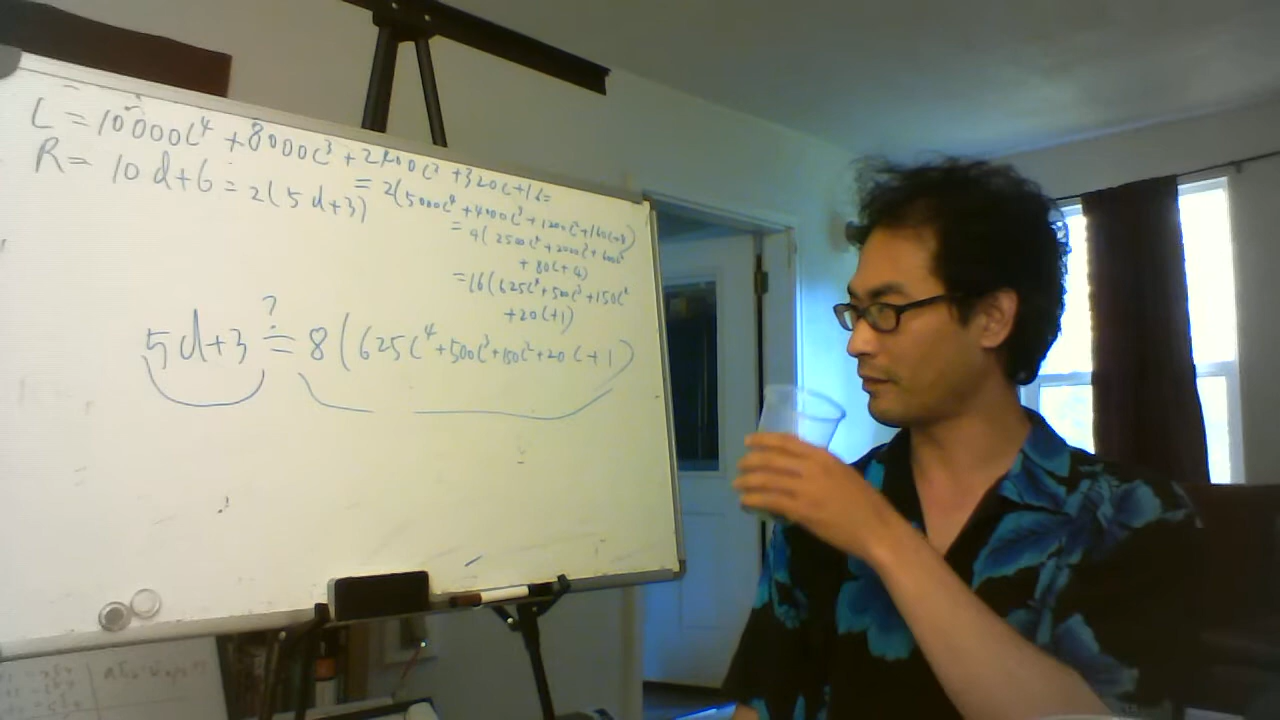 L = 10000c⁴ + 8000c³ + 2400c² + 320c + 16 =
R = 10d+6 = 2(5d+3)
= 2(5000c⁴ + 4000c³ + 1200c² + 160c + 8)
= 4(2500c⁴ + 2000c³ + 600c²
+ 80c + 4)
= 16(625c⁴ + 500c³ + 150c²
+ 20c + 1)
5d+3 ?= 8(625c⁴ + 500c³ + 150c² + 20c + 1)